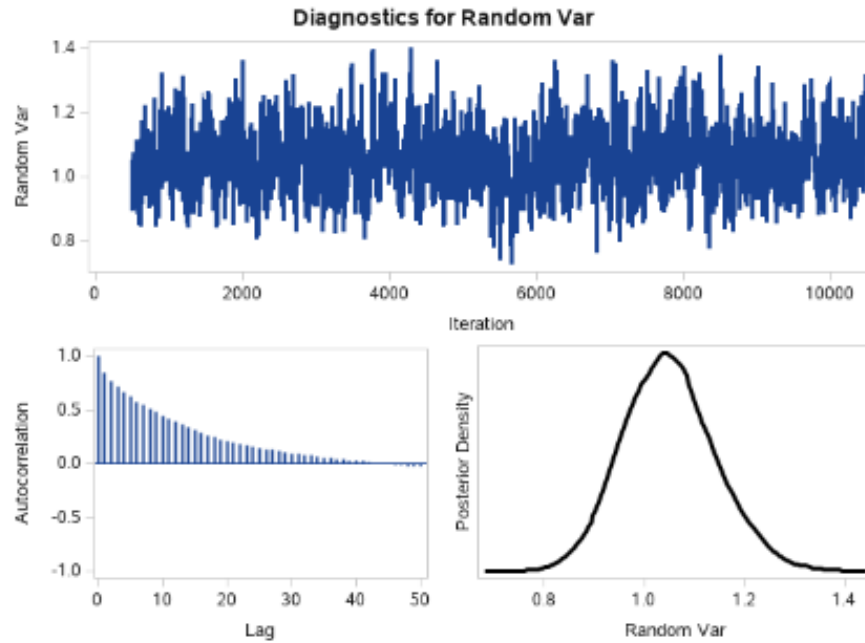 Diagnostics for Random Var
Random Var
1.4
1.2
1.0
0.8
0 2000 4000 6000 8000 10000
Iteration
Autocorrelation
1.0
0.5
0.0
-0.5
-1.0
0 10 20 30 40 50
Lag
Posterior Density
0.8 1.0 1.2 1.4
Random Var